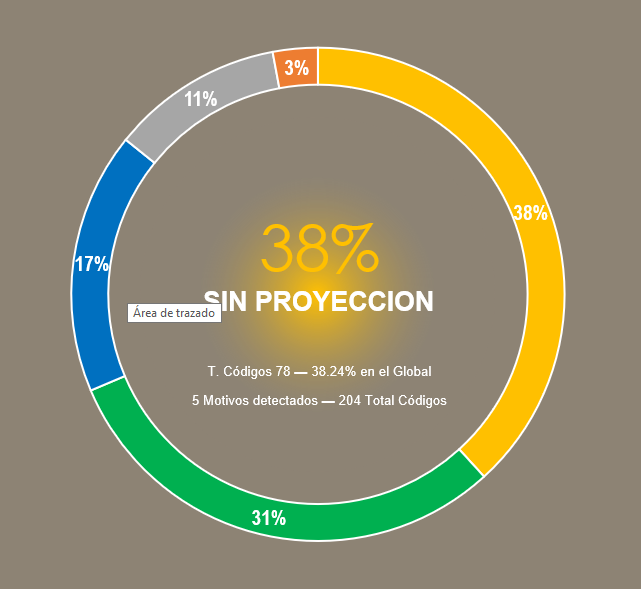 3%
11%
38%
38%
17%
SIN PROYECCION
Área de trazado
T. Códigos 78 — 38.24% en el Global
5 Motivos detectados — 204 Total Códigos
31%